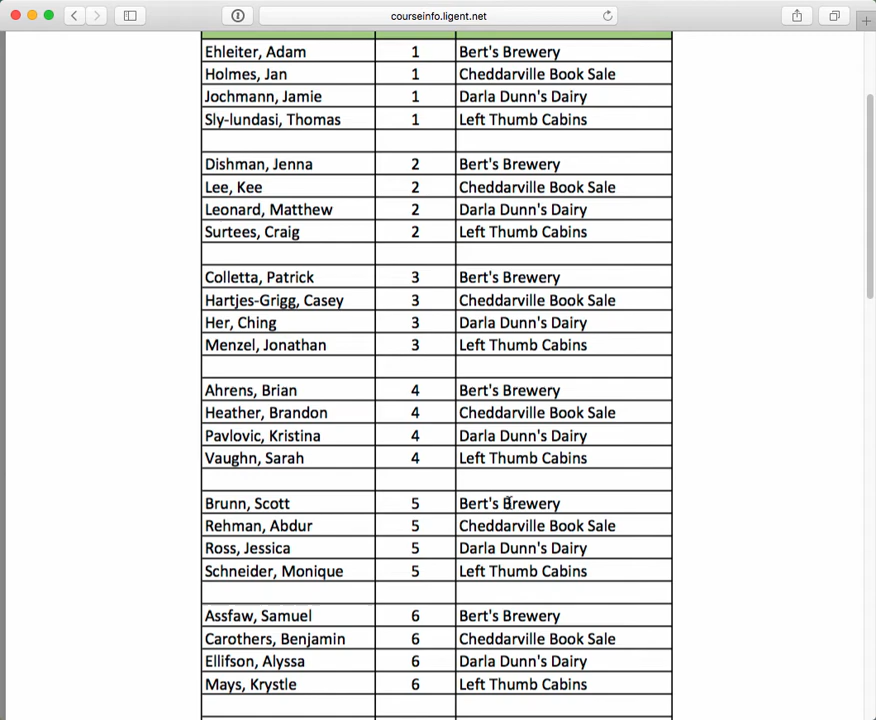 courseinfo.ligent.net
Ehleiter, Adam 1 Bert's Brewery
Holmes, Jan 1 Cheddarville Book Sale
Jochmann, Jamie 1 Darla Dunn's Dairy
Sly-lundasi, Thomas 1 Left Thumb Cabins
Dishman, Jenna 2 Bert's Brewery
Lee, Kee 2 Cheddarville Book Sale
Leonard, Matthew 2 Darla Dunn's Dairy
Surtees, Craig 2 Left Thumb Cabins
Colletta, Patrick 3 Bert's Brewery
Hartjes-Grigg, Casey 3 Cheddarville Book Sale
Her, Ching 3 Darla Dunn's Dairy
Menzel, Jonathan 3 Left Thumb Cabins
Ahrens, Brian 4 Bert's Brewery
Heather, Brandon 4 Cheddarville Book Sale
Pavlovic, Kristina 4 Darla Dunn's Dairy
Vaughn, Sarah 4 Left Thumb Cabins
Brunn, Scott 5 Bert's Brewery
Rehman, Abdur 5 Cheddarville Book Sale
Ross, Jessica 5 Darla Dunn's Dairy
Schneider, Monique 5 Left Thumb Cabins
Assfaw, Samuel 6 Bert's Brewery
Carothers, Benjamin 6 Cheddarville Book Sale
Ellifson, Alyssa 6 Darla Dunn's Dairy
Mays, Krystle 6 Left Thumb Cabins